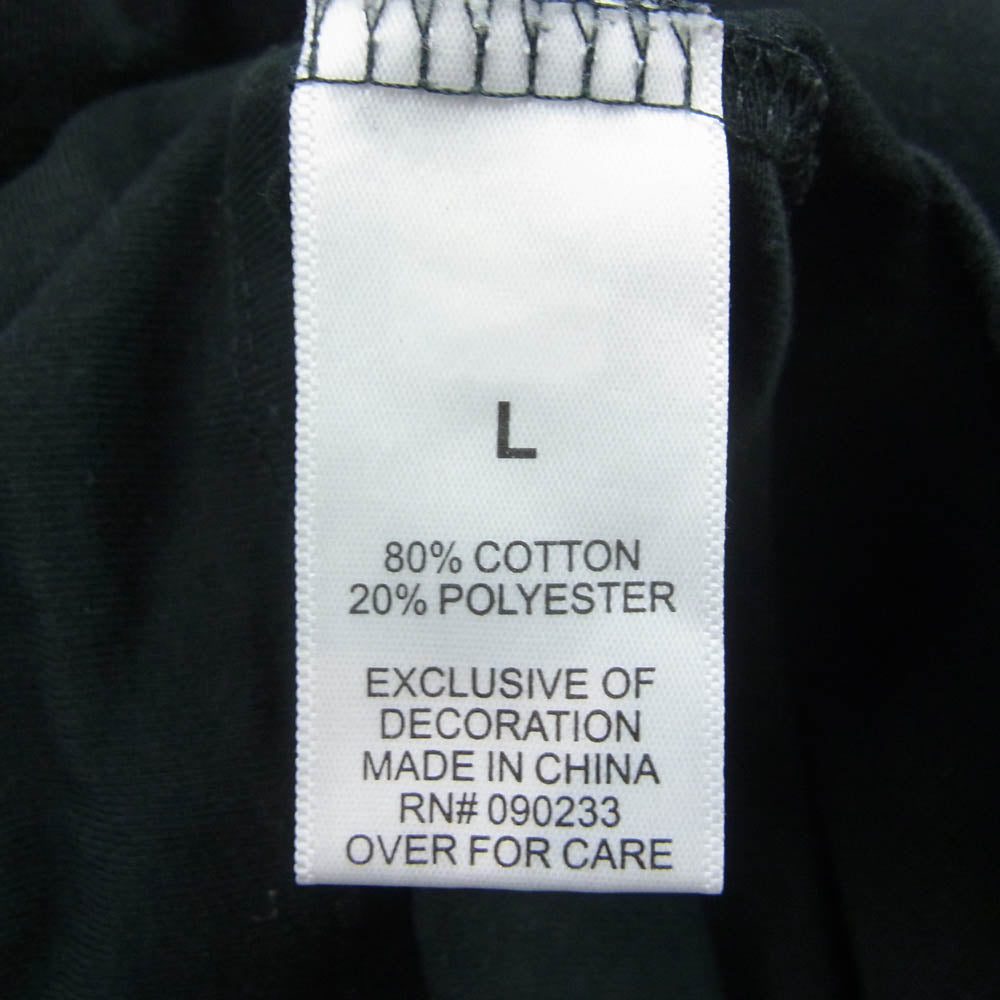 L
80% COTTON
20% POLYESTER
EXCLUSIVE OF
DECORATION
MADE IN CHINA
RN# 090233
OVER FOR CARE